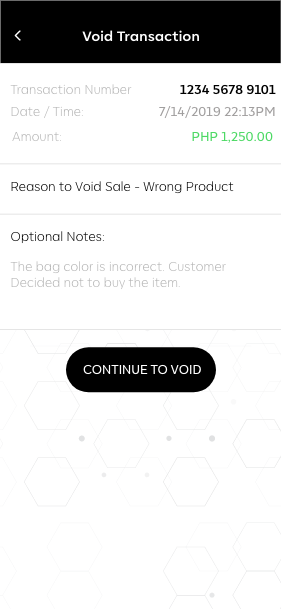 Void Transaction
Transaction Number 1234 5678 9101
Date / Time: 7/14/2019 22:13PM
Amount: PHP 1,250.00
Reason to Void Sale - Wrong Product
Optional Notes:
The bag color is incorrect. Customer
Decided not to buy the item.
CONTINUE TO VOID